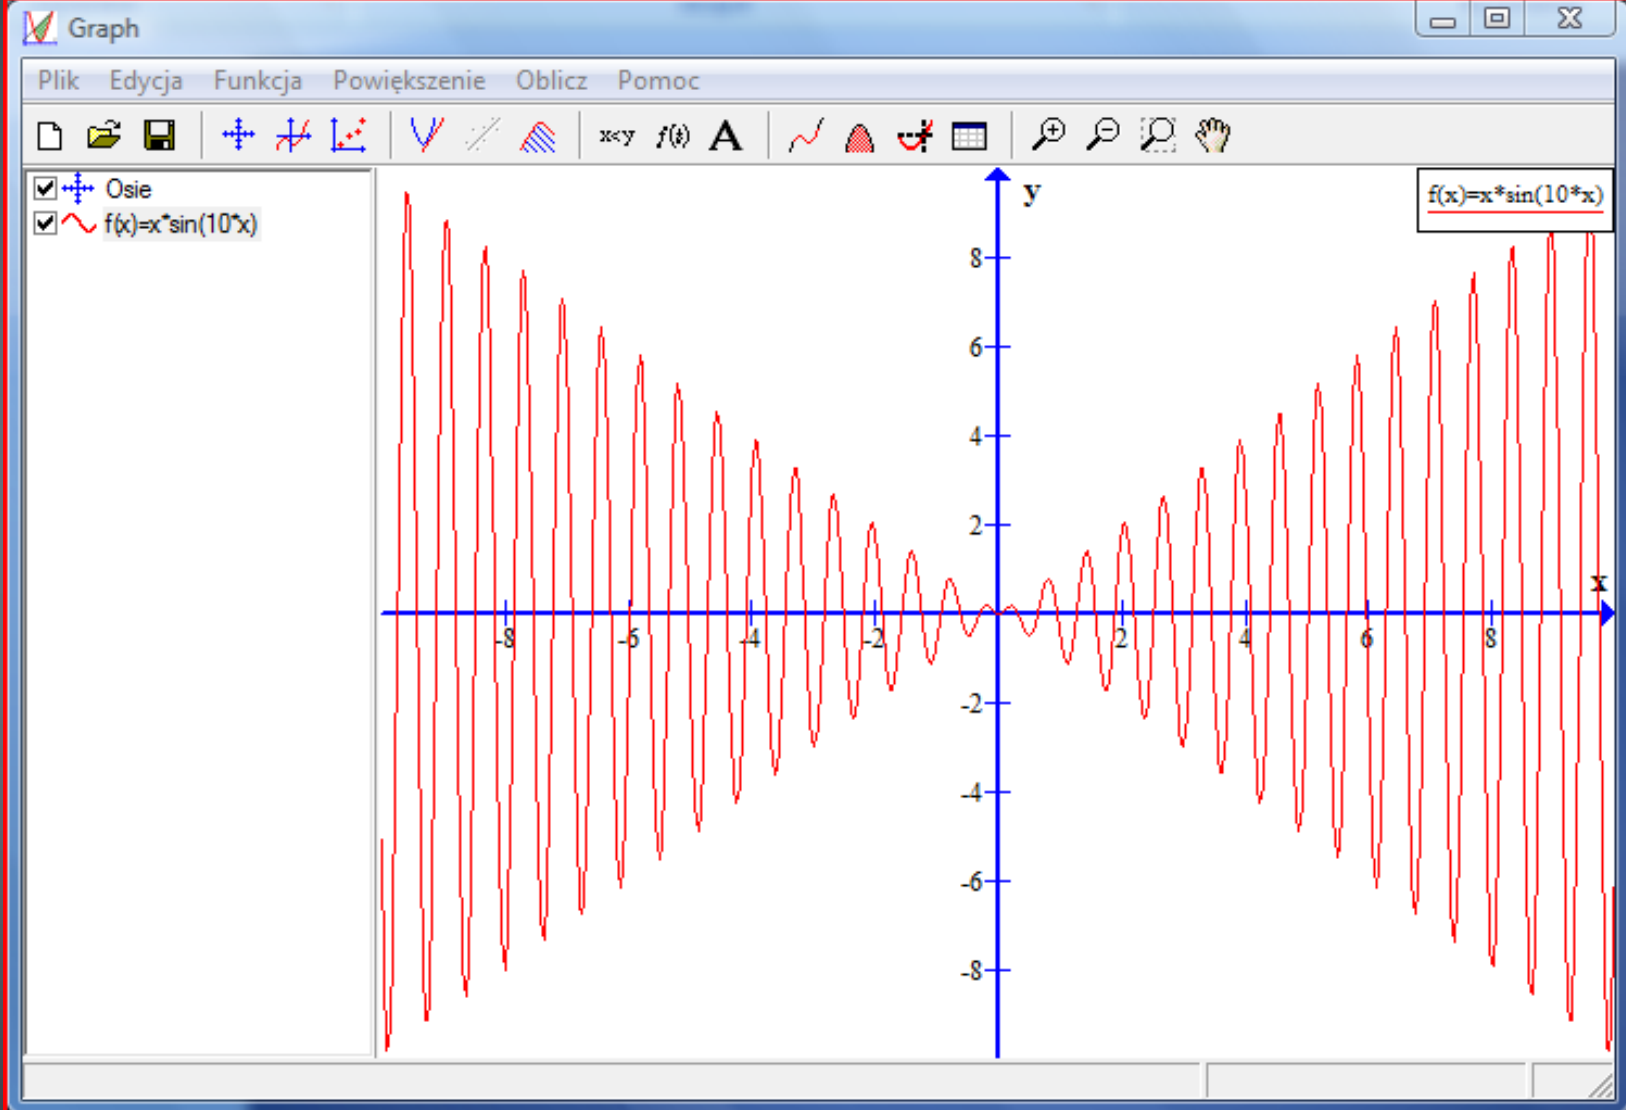 Graph
Plik Edycja Funkcja Powiększenie Oblicz Pomoc
x<y f(t) A
Osie
f(x)=x*sin(10*x)
y
f(x)=x*sin(10*x)
8
6
4
2
x
-8 -6 -4 -2 2 4 6 8
-2
-4
-6
-8